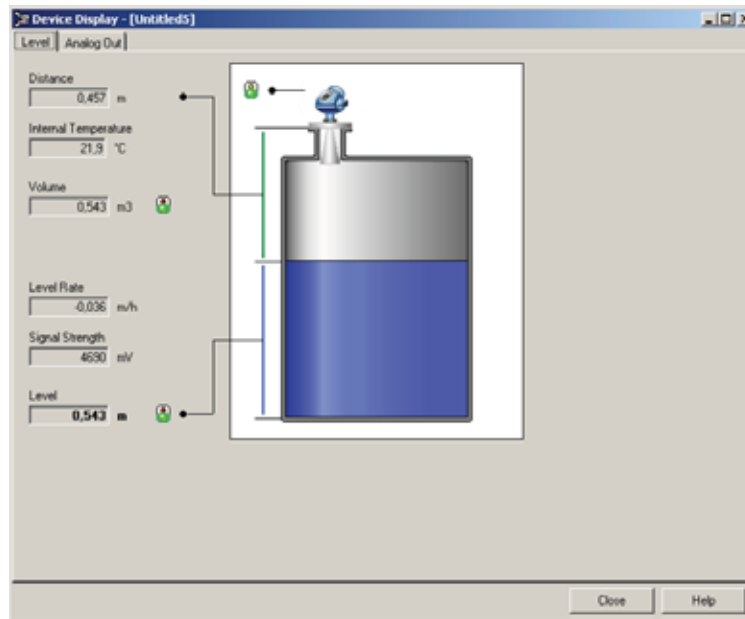 Device Display - [Untitled5]
Level Analog Out
Distance
0,457 m
Internal Temperature
21,9 °C
Volume
0,543 m3
Level Rate
-0,036 m/h
Signal Strength
4690 mV
Level
0,543 m
Close Help